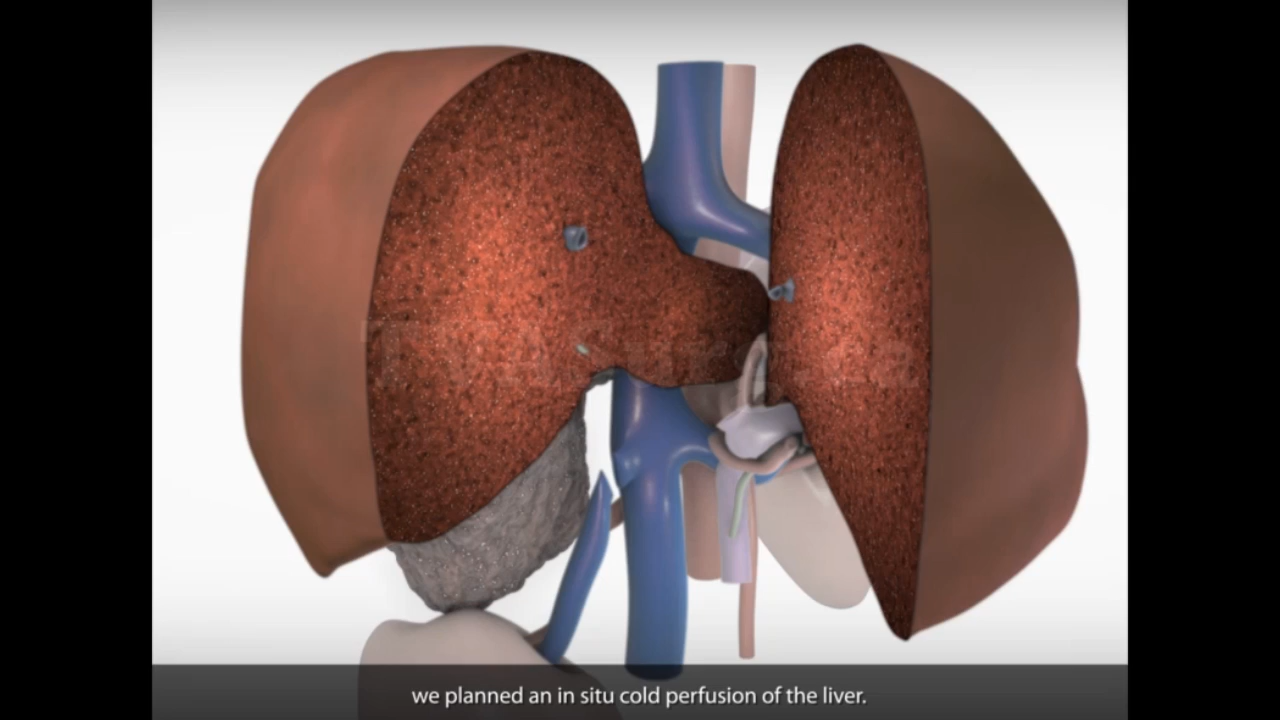 we planned an in situ cold perfusion of the liver.